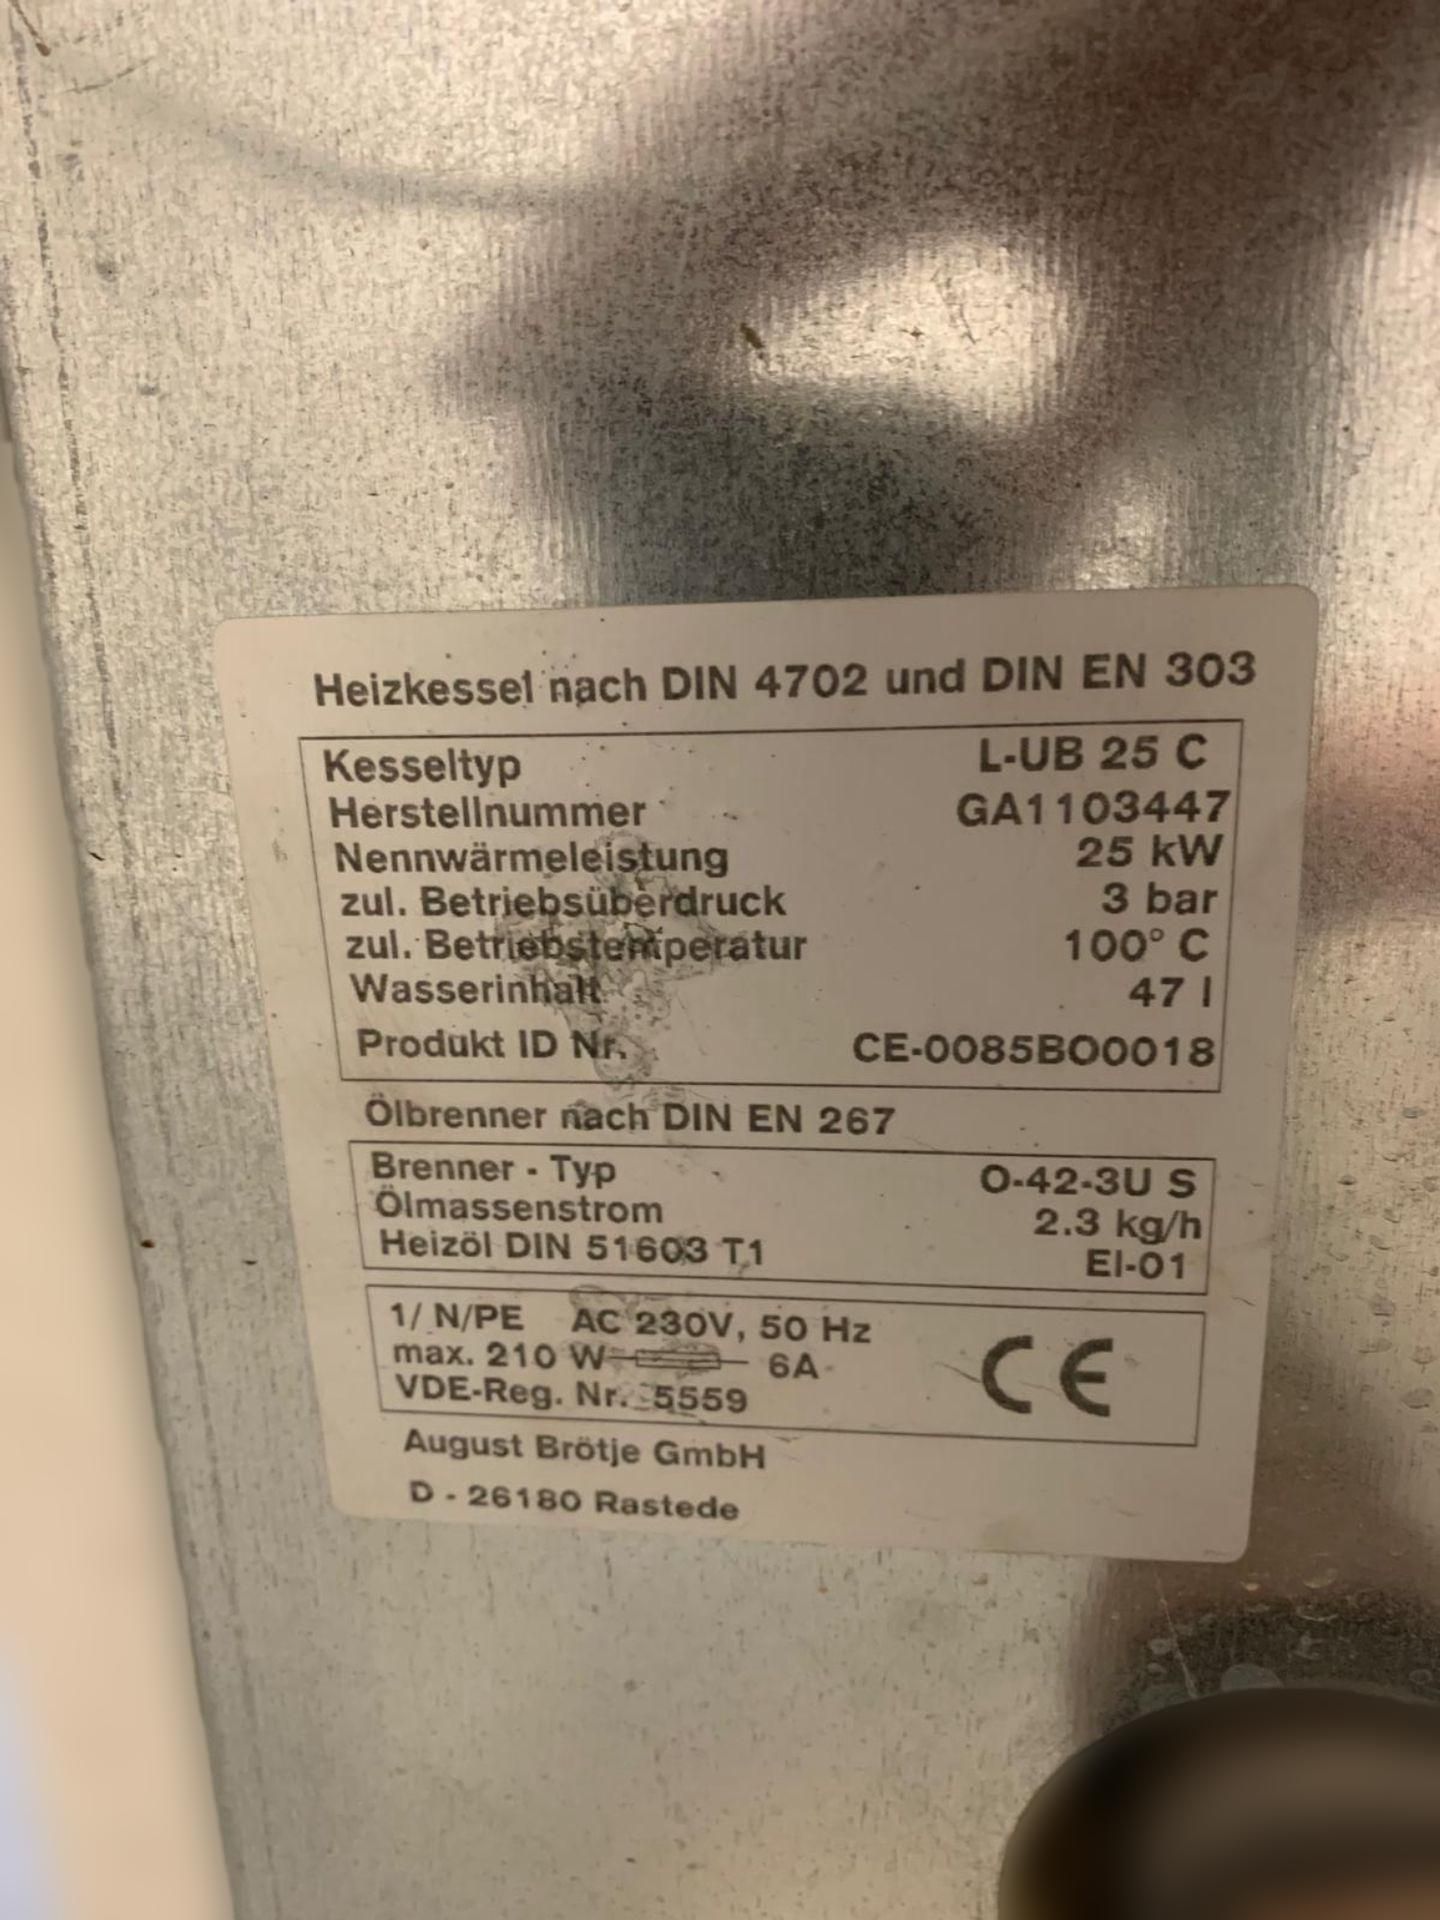 Heizkessel nach DIN 4702 und DIN EN 303
Kesseltyp L-UB 25 C
Herstellnummer GA1103447
Nennwärmeleistung 25 kW
zul. Betriebsüberdruck 3 bar
zul. Betriebstemperatur 100° C
Wasserinhalt 47 l
Produkt ID Nr. CE-0085BO0018
Ölbrenner nach DIN EN 267
Brenner - Typ O-42-3U S
Ölmassenstrom 2.3 kg/h
Heizöl DIN 51603 T1 El-01
1/ N/PE AC 230V, 50 Hz
max. 210 W 6A
VDE-Reg. Nr. 5559
CE
August Brötje GmbH
D - 26180 Rastede